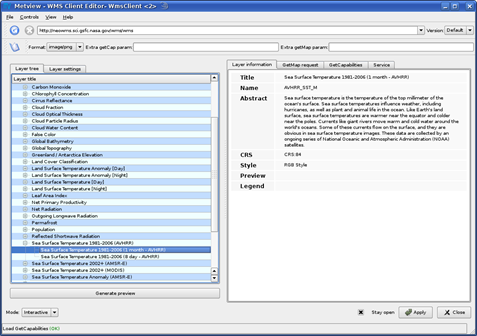 Metview - WMS Client Editor- WmsClient <2>
File Controls View Help
http://neowms.sci.gsfc.nasa.gov/wms/wms
Version: Default
Format: image/png Extra getCap param: Extra getMap param:
Layer tree Layer settings
Layer title
Carbon Monoxide
Chlorophyll Concentration
Cirrus Reflectance
Cloud Fraction
Cloud Optical Thickness
Cloud Particle Radius
Cloud Water Content
False Color
Global Bathymetry
Global Topography
Greenland / Antarctica Elevation
Land Cover Classification
Land Surface Temperature Anomaly [Day]
Land Surface Temperature Anomaly [Night]
Land Surface Temperature [Day]
Land Surface Temperature [Night]
Leaf Area Index
Net Primary Productivity
Net Radiation
Outgoing Longwave Radiation
Permafrost
Population
Reflected Shortwave Radiation
Sea Surface Temperature 1981-2006 (AVHRR)
Sea Surface Temperature 1981-2006 (1 month - AVHRR)
Sea Surface Temperature 1981-2006 (8 day - AVHRR)
Sea Surface Temperature 2002+ (AMSR-E)
Sea Surface Temperature 2002+ (MODIS)
Sea Surface Temperature Anomaly (AMSR-E)
Generate preview
Layer information GetMap request GetCapabilities Service
Title Sea Surface Temperature 1981-2006 (1 month - AVHRR)
Name AVHRR_SST_M
Abstract Sea surface temperature is the temperature of the top millimeter of the
ocean's surface. Sea surface temperatures influence weather, including
hurricanes, as well as plant and animal life in the ocean. Like Earth's land
surface, sea surface temperatures are warmer near the equator and colder
near the poles. Currents like giant rivers move warm and cold water around the
world's oceans. Some of these currents flow on the surface, and they are
obvious in sea surface temperature images. These data are collected by an
ongoing series of National Oceanic and Atmospheric Administration (NOAA)
satellites
CRS CRS:84
Style RGB Style
Preview
Legend
Mode: Interactive
Stay open Apply Close
Load GetCapabilities (OK)